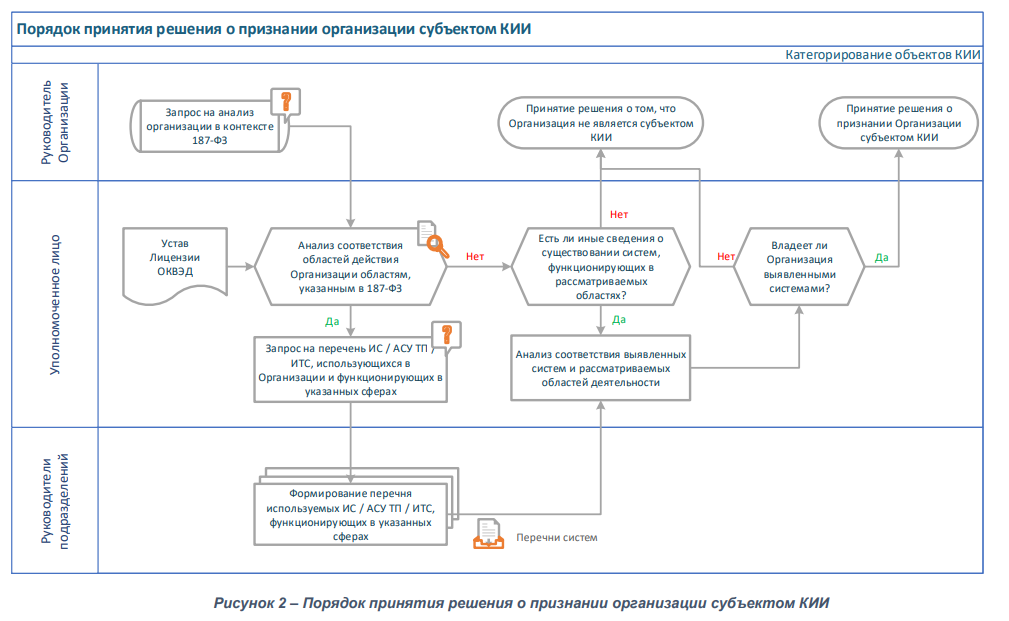 Порядок принятия решения о признании организации субъектом КИИ
Категорирование объектов КИИ
Руководитель
Организации
Запрос на анализ
организации в контексте
187-ФЗ
Принятие решения о том, что
Организация не является субъектом
КИИ
Принятие решения о
признании Организации
субъектом КИИ
Уполномоченное лицо
Устав
Лицензии
ОКВЭД
Анализ соответствия
областей действия
Организации областям,
указанным в 187-ФЗ
Нет
Есть ли иные сведения о
существовании систем,
функционирующих в
рассматриваемых
областях?
Нет
Нет
Владеет ли
Организация
выявленными
системами?
Да
Да
Запрос на перечень ИС / АСУ ТП /
ИТС, использующихся в
Организации и функционирующих в
указанных сферах
Да
Анализ соответствия выявленных
систем и рассматриваемых
областей деятельности
Руководители
подразделений
Формирование перечня
используемых ИС / АСУ ТП / ИТС,
функционирующих в указанных
сферах
Перечни систем
Рисунок 2 – Порядок принятия решения о признании организации субъектом КИИ